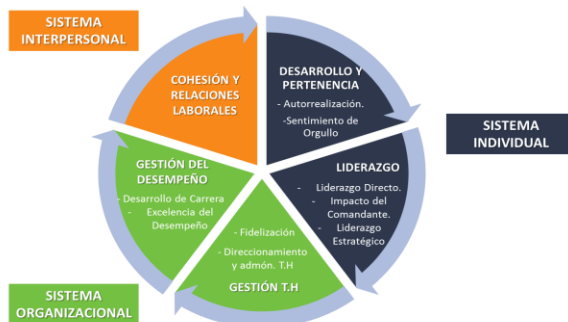 SISTEMA
INTERPERSONAL
COHESIÓN Y
RELACIONES
LABORALES
DESARROLLO Y
PERTENENCIA
- Autorrealización.
-Sentimiento de
Orgullo
SISTEMA
INDIVIDUAL
LIDERAZGO
- Liderazgo Directo.
- Impacto del
Comandante.
- Liderazgo
Estratégico
GESTIÓN DEL
DESEMPEÑO
- Desarrollo de Carrera
- Excelencia del
Desempeño
- Fidelización
- Direccionamiento
y admón. T.H
GESTIÓN T.H
SISTEMA
ORGANIZACIONAL